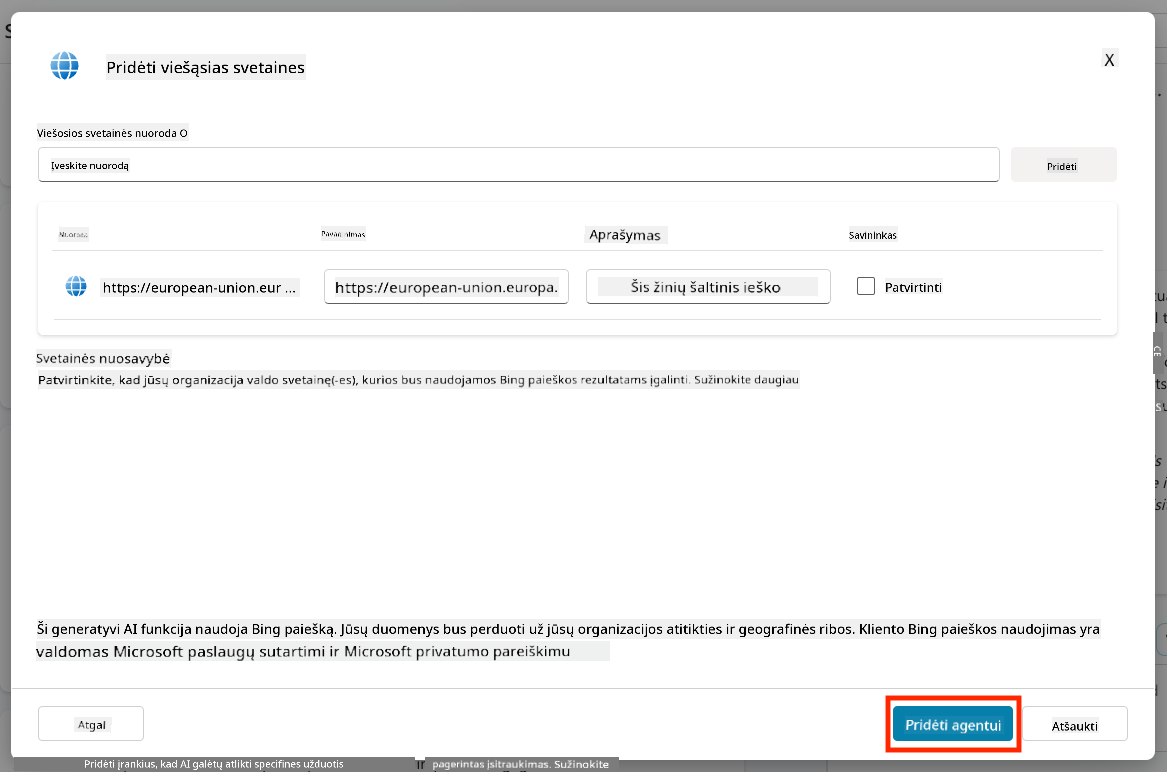 Pridėti viešąsias svetaines
X
Viešosios svetainės nuoroda O
Įveskite nuorodą
Pridėti
Nuoroda Pavadinimas Aprašymas Savininkas
https://european-union.eur ... https://european-union.europa. Šis žinių šaltinis ieško Patvirtinti
Svetainės nuosavybė
Patvirtinkite, kad jūsų organizacija valdo svetainę(-es), kurios bus naudojamos Bing paieškos rezultatams įgalinti. Sužinokite daugiau
Ši generatyvi AI funkcija naudoja Bing paiešką. Jūsų duomenys bus perduoti už jūsų organizacijos atitikties ir geografinės ribos. Kliento Bing paieškos naudojimas yra
valdomas Microsoft paslaugų sutartimi ir Microsoft privatumo pareiškimu
Atgal
Pridėti agentui
Atšaukti
Pridėti įrankius, kad AI galėtų atlikti specifines užduotis
ir pagerintas įsitraukimas. Sužinokite